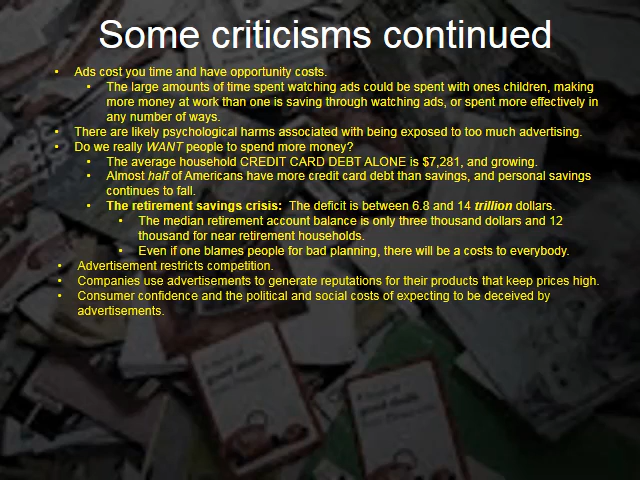 Some criticisms continued
• Ads cost you time and have opportunity costs.
• The large amounts of time spent watching ads could be spent with ones children, making
more money at work than one is saving through watching ads, or spent more effectively in
any number of ways.
• There are likely psychological harms associated with being exposed to too much advertising.
• Do we really WANT people to spend more money?
• The average household CREDIT CARD DEBT ALONE is $7,281, and growing.
• Almost half of Americans have more credit card debt than savings, and personal savings
continues to fall.
• The retirement savings crisis: The deficit is between 6.8 and 14 trillion dollars.
• The median retirement account balance is only three thousand dollars and 12
thousand for near retirement households.
• Even if one blames people for bad planning, there will be a costs to everybody.
• Advertisement restricts competition.
• Companies use advertisements to generate reputations for their products that keep prices high.
• Consumer confidence and the political and social costs of expecting to be deceived by
advertisements.